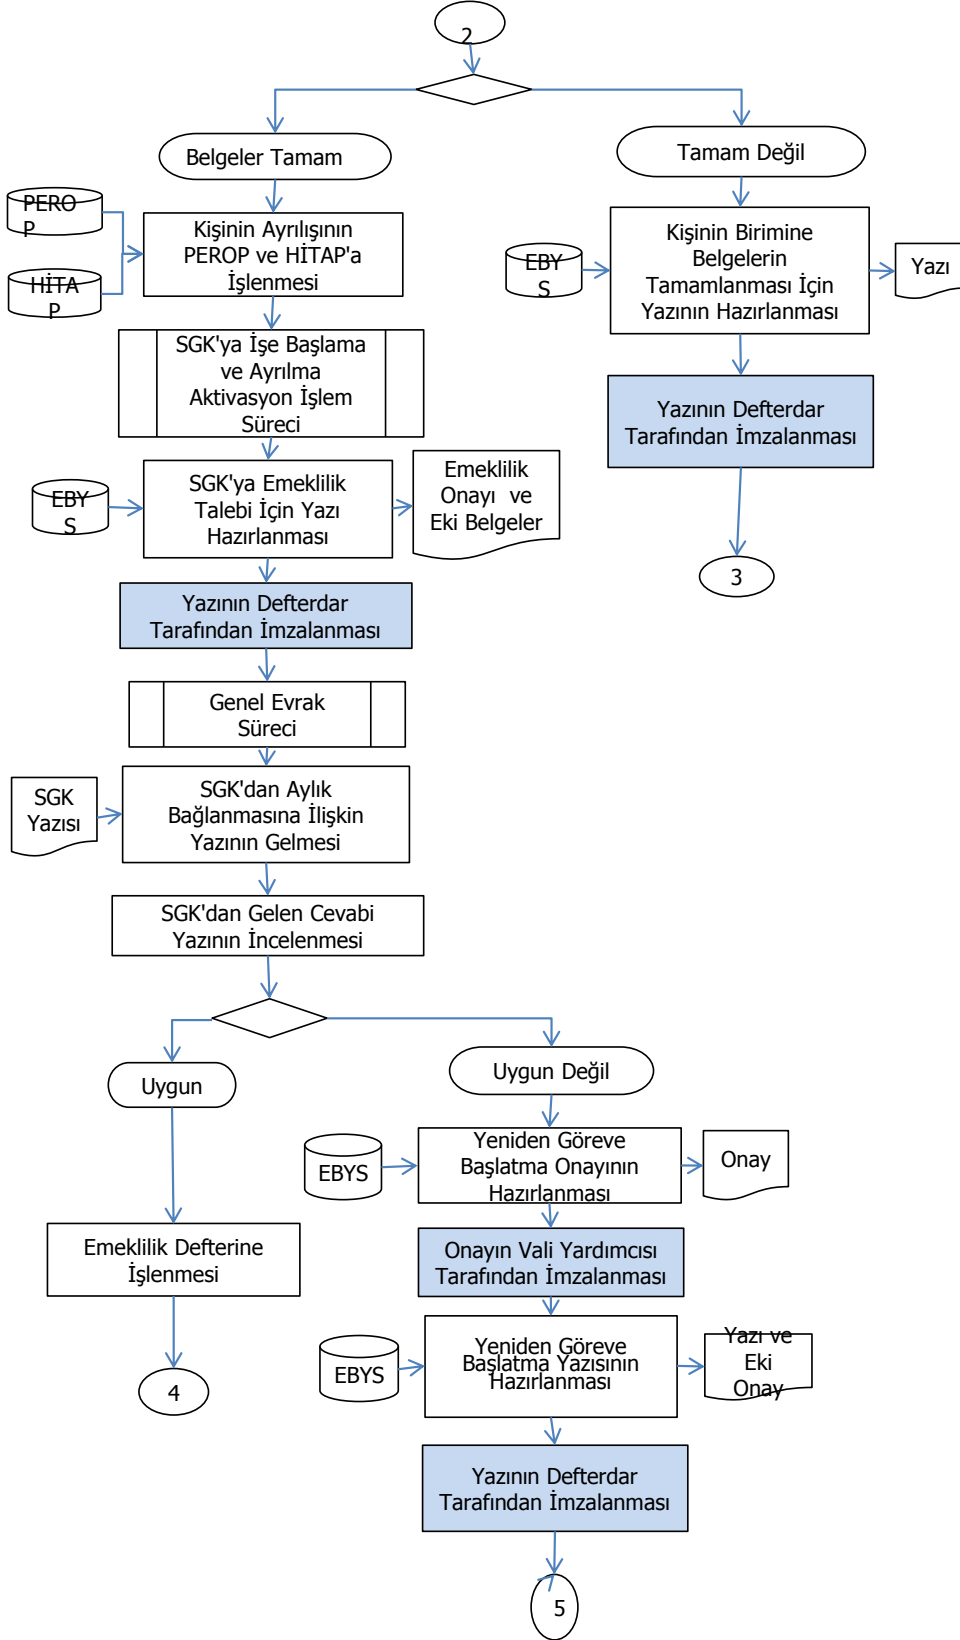 2
Belgeler Tamam
Tamam Değil
PERO
P
HİTA
P
Kişinin Ayrılışının
PEROP ve HİTAP'a
İşlenmesi
EBY
S
Kişinin Birimine
Belgelerin
Tamamlanması İçin
Yazının Hazırlanması
Yazı
SGK'ya İşe Başlama
ve Ayrılma
Aktivasyon İşlem
Süreci
Yazının Defterdar
Tarafından İmzalanması
EBY
S
SGK'ya Emeklilik
Talebi İçin Yazı
Hazırlanması
Emeklilik
Onayı ve
Eki Belgeler
3
Yazının Defterdar
Tarafından İmzalanması
Genel Evrak
Süreci
SGK
Yazısı
SGK'dan Aylık
Bağlanmasına İlişkin
Yazının Gelmesi
SGK'dan Gelen Cevabi
Yazının İncelenmesi
Uygun
Uygun Değil
EBYS
Yeniden Göreve
Başlatma Onayının
Hazırlanması
Onay
Emeklilik Defterine
İşlenmesi
Onayın Vali Yardımcısı
Tarafından İmzalanması
EBYS
Yeniden Göreve
Başlatma Yazısının
Hazırlanması
Yazı ve
Eki
Onay
4
Yazının Defterdar
Tarafından İmzalanması
5